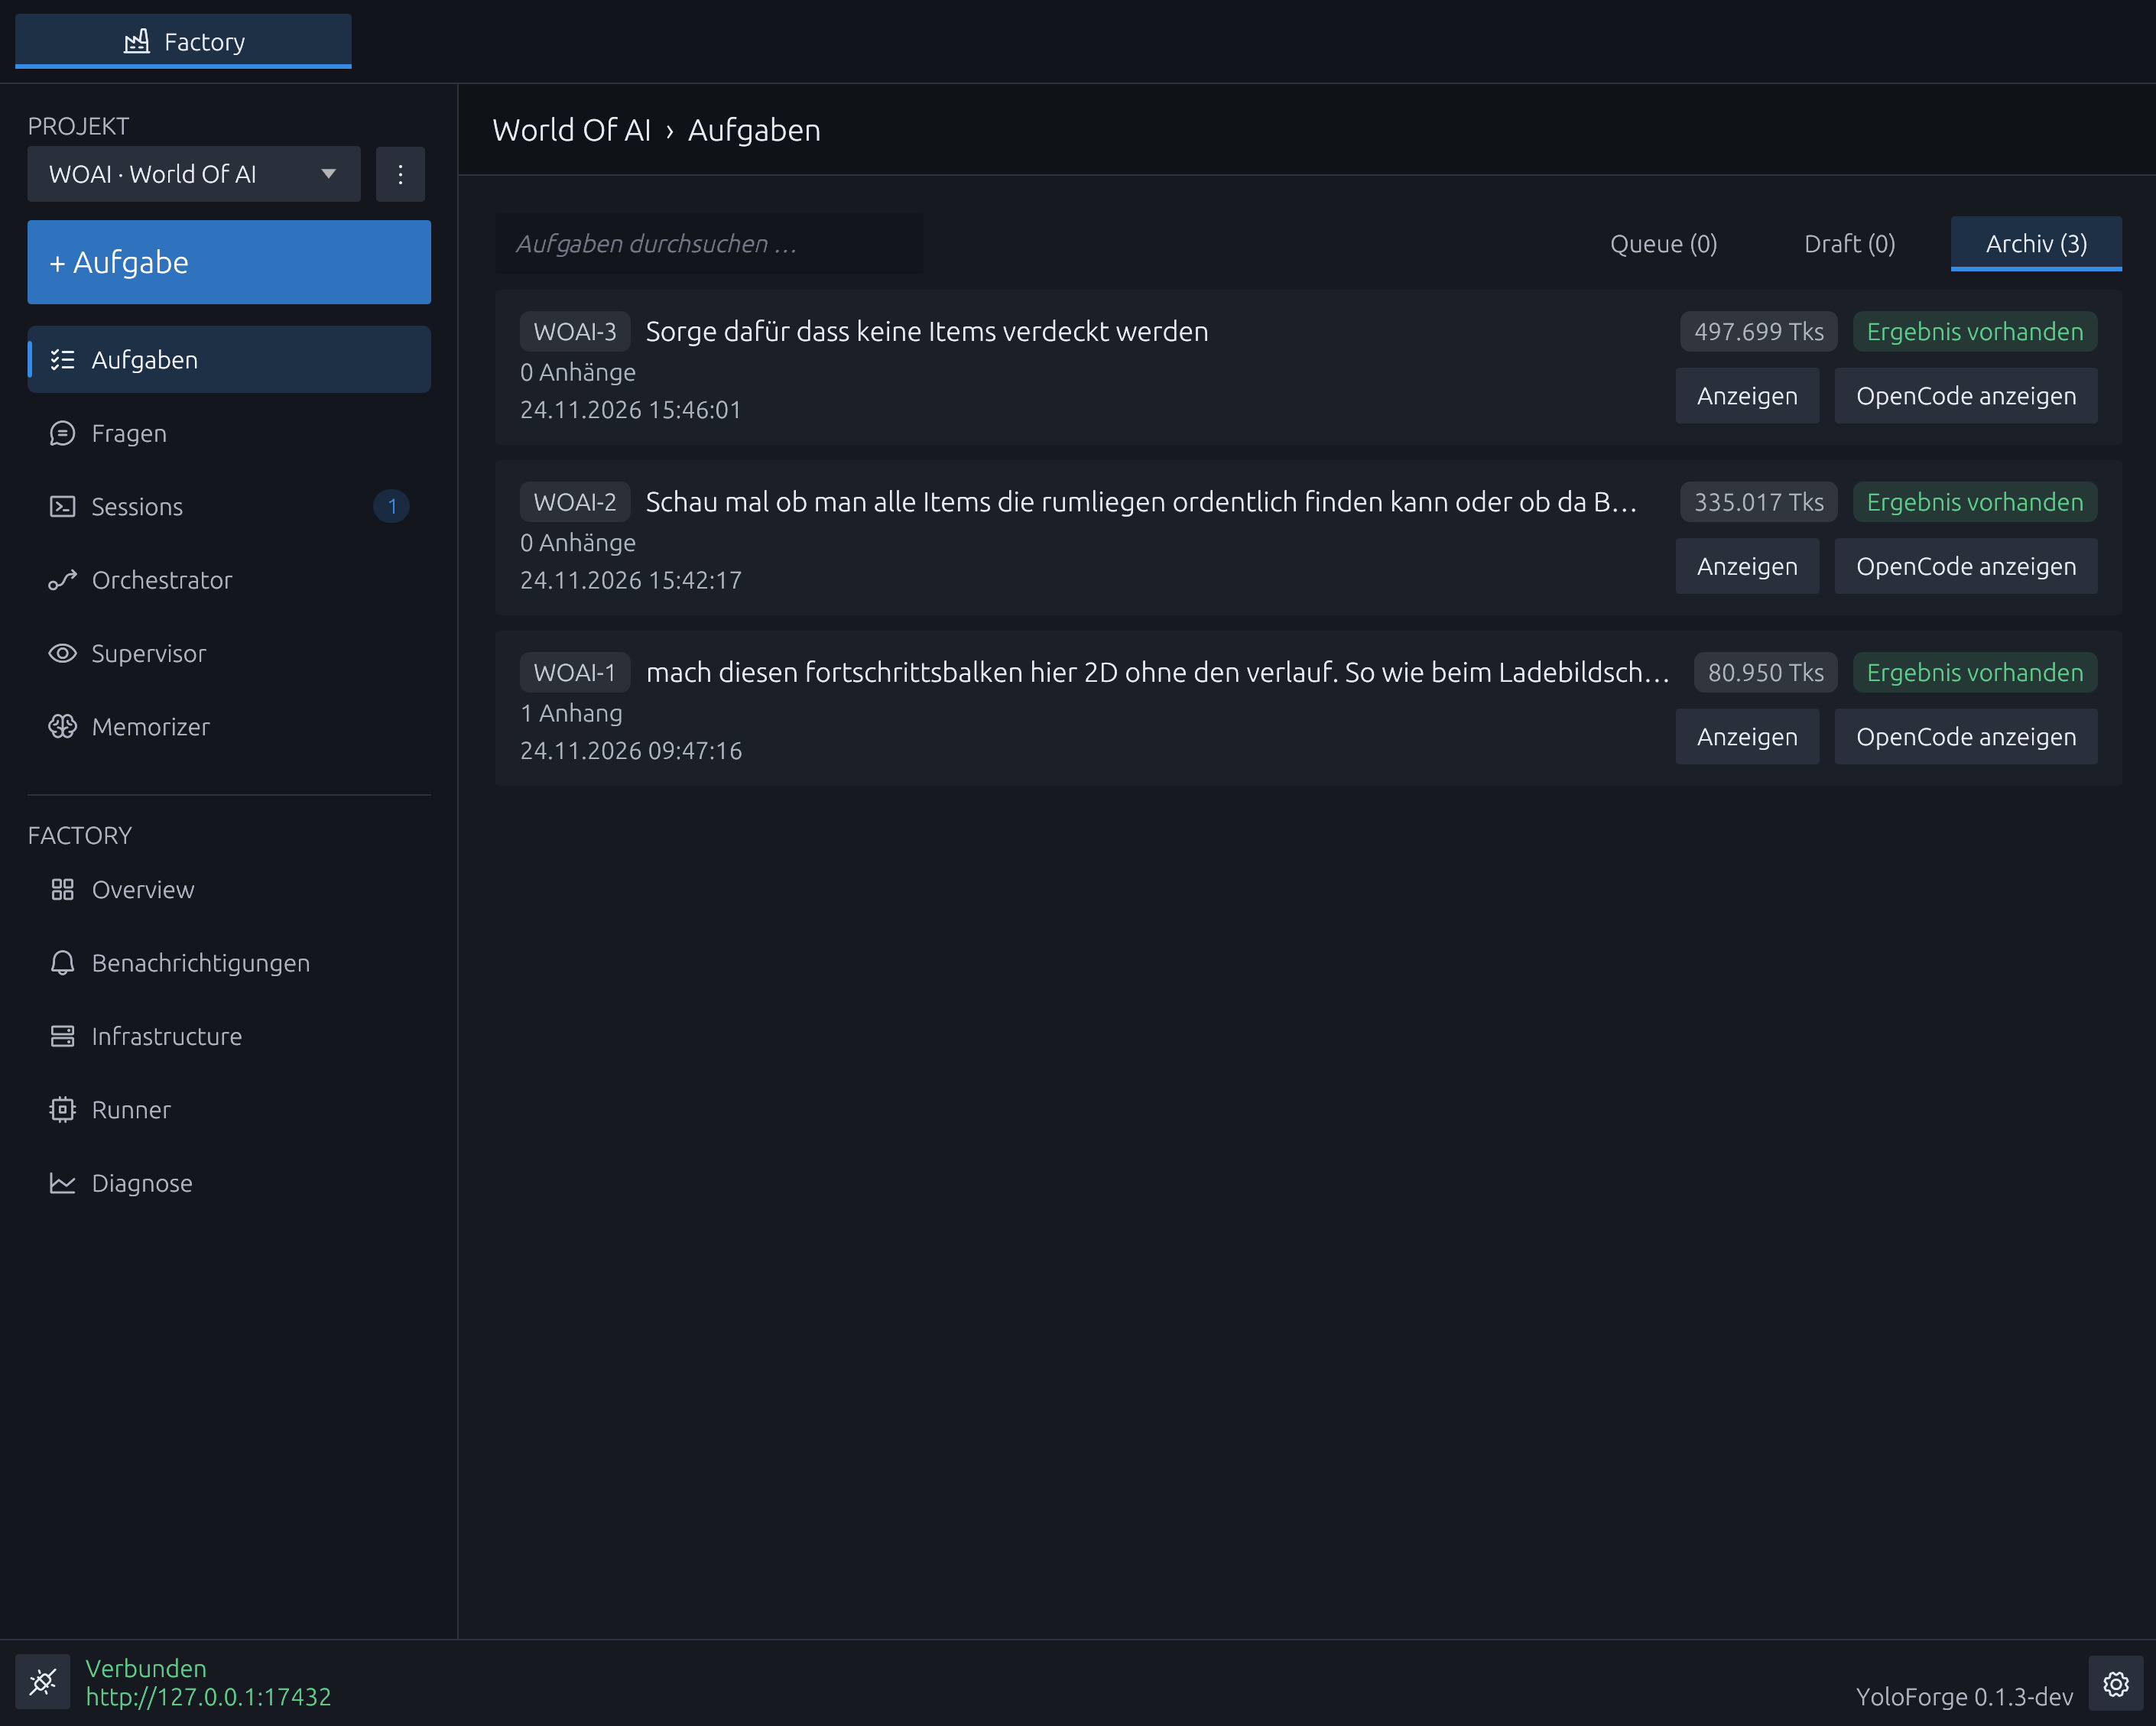 Factory
PROJEKT
WOAI · World Of AI
+ Aufgabe
Aufgaben
Fragen
Sessions 1
Orchestrator
Supervisor
Memorizer
FACTORY
Overview
Benachrichtigungen
Infrastructure
Runner
Diagnose
World Of AI › Aufgaben
Aufgaben durchsuchen …
Queue (0) Draft (0) Archiv (3)
WOAI-3 Sorge dafür dass keine Items verdeckt werden 497.699 Tks Ergebnis vorhanden
0 Anhänge
24.11.2026 15:46:01
Anzeigen OpenCode anzeigen
WOAI-2 Schau mal ob man alle Items die rumliegen ordentlich finden kann oder ob da B… 335.017 Tks Ergebnis vorhanden
0 Anhänge
24.11.2026 15:42:17
Anzeigen OpenCode anzeigen
WOAI-1 mach diesen fortschrittsbalken hier 2D ohne den verlauf. So wie beim Ladebildsch… 80.950 Tks Ergebnis vorhanden
1 Anhang
24.11.2026 09:47:16
Anzeigen OpenCode anzeigen
Verbunden
http://127.0.0.1:17432
YoloForge 0.1.3-dev